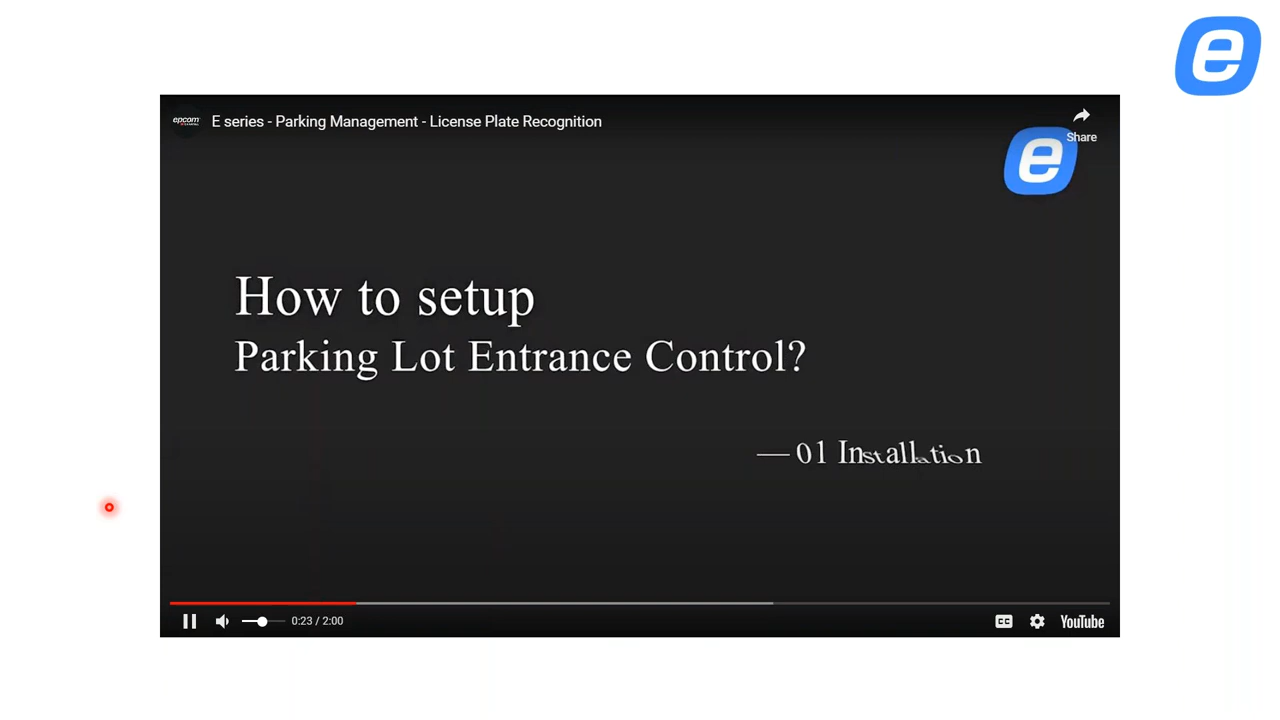 e
epcom
E series - Parking Management - License Plate Recognition
Share
e
How to setup
Parking Lot Entrance Control?
— 01 Installation
0:23 / 2:00
CC
YouTube